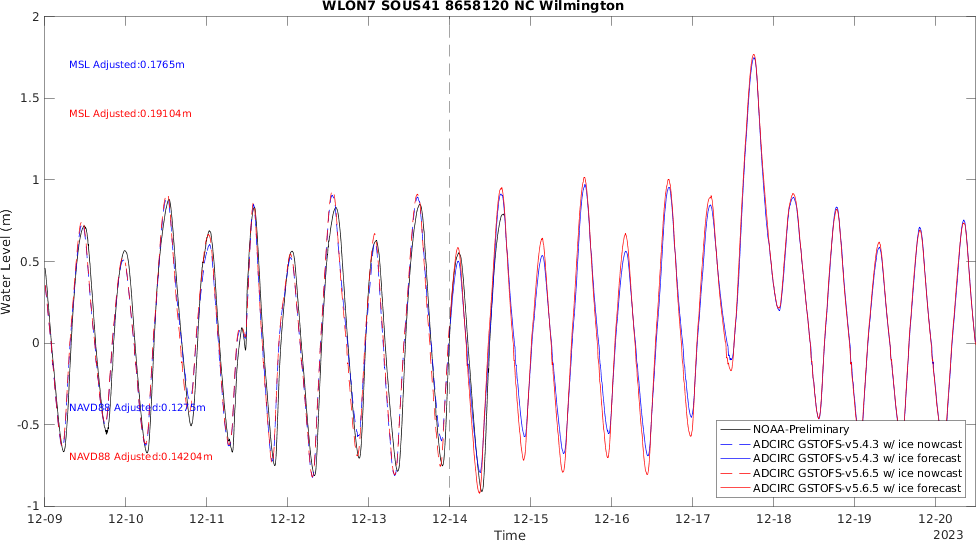 WLON7 SOUS41 8658120 NC Wilmington
2
1.5
1
0.5
0
-0.5
-1
Water Level (m)
MSL Adjusted:0.1765m
MSL Adjusted:0.19104m
NAVD88 Adjusted:0.1275m
NAVD88 Adjusted:0.14204m
NOAA-Preliminary
ADCIRC GSTOFS-v5.4.3 w/ ice nowcast
ADCIRC GSTOFS-v5.4.3 w/ ice forecast
ADCIRC GSTOFS-v5.6.5 w/ ice nowcast
ADCIRC GSTOFS-v5.6.5 w/ ice forecast
12-09 12-10 12-11 12-12 12-13 12-14 12-15 12-16 12-17 12-18 12-19 12-20
Time
2023